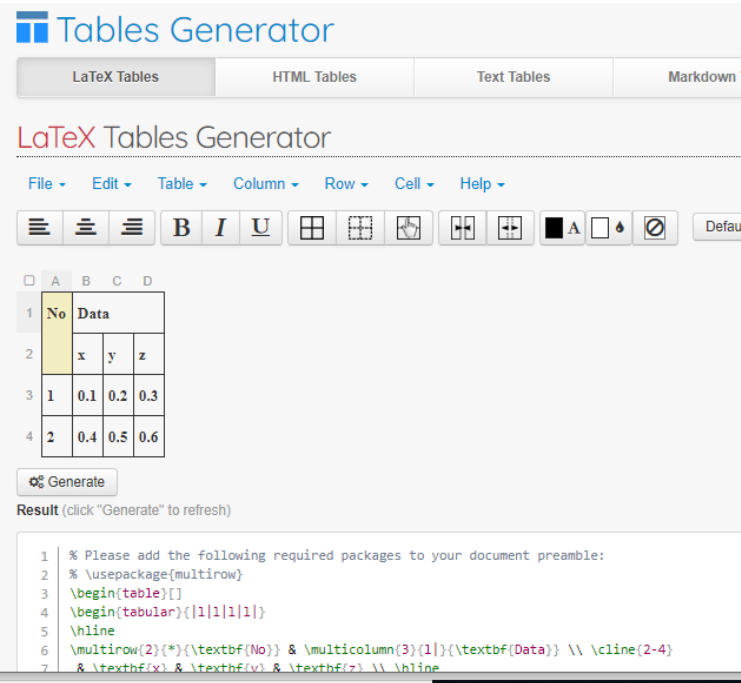 Tables Generator
LaTeX Tables HTML Tables Text Tables Markdown
LaTeX Tables Generator
File Edit Table Column Row Cell Help
B I U A Defau
A B C D
1 No Data
2 x y z
3 1 0.1 0.2 0.3
4 2 0.4 0.5 0.6
Generate
Result (click "Generate" to refresh)
1 % Please add the following required packages to your document preamble:
2 % \usepackage{multirow}
3 \begin{table}[]
4 \begin{tabular}{|l|l|l|l|}
5 \hline
6 \multirow{2}{*}{\textbf{No}} & \multicolumn{3}{l|}{\textbf{Data}} \\ \cline{2-4}
7 & \textbf{x} & \textbf{y} & \textbf{z} \\ \hline